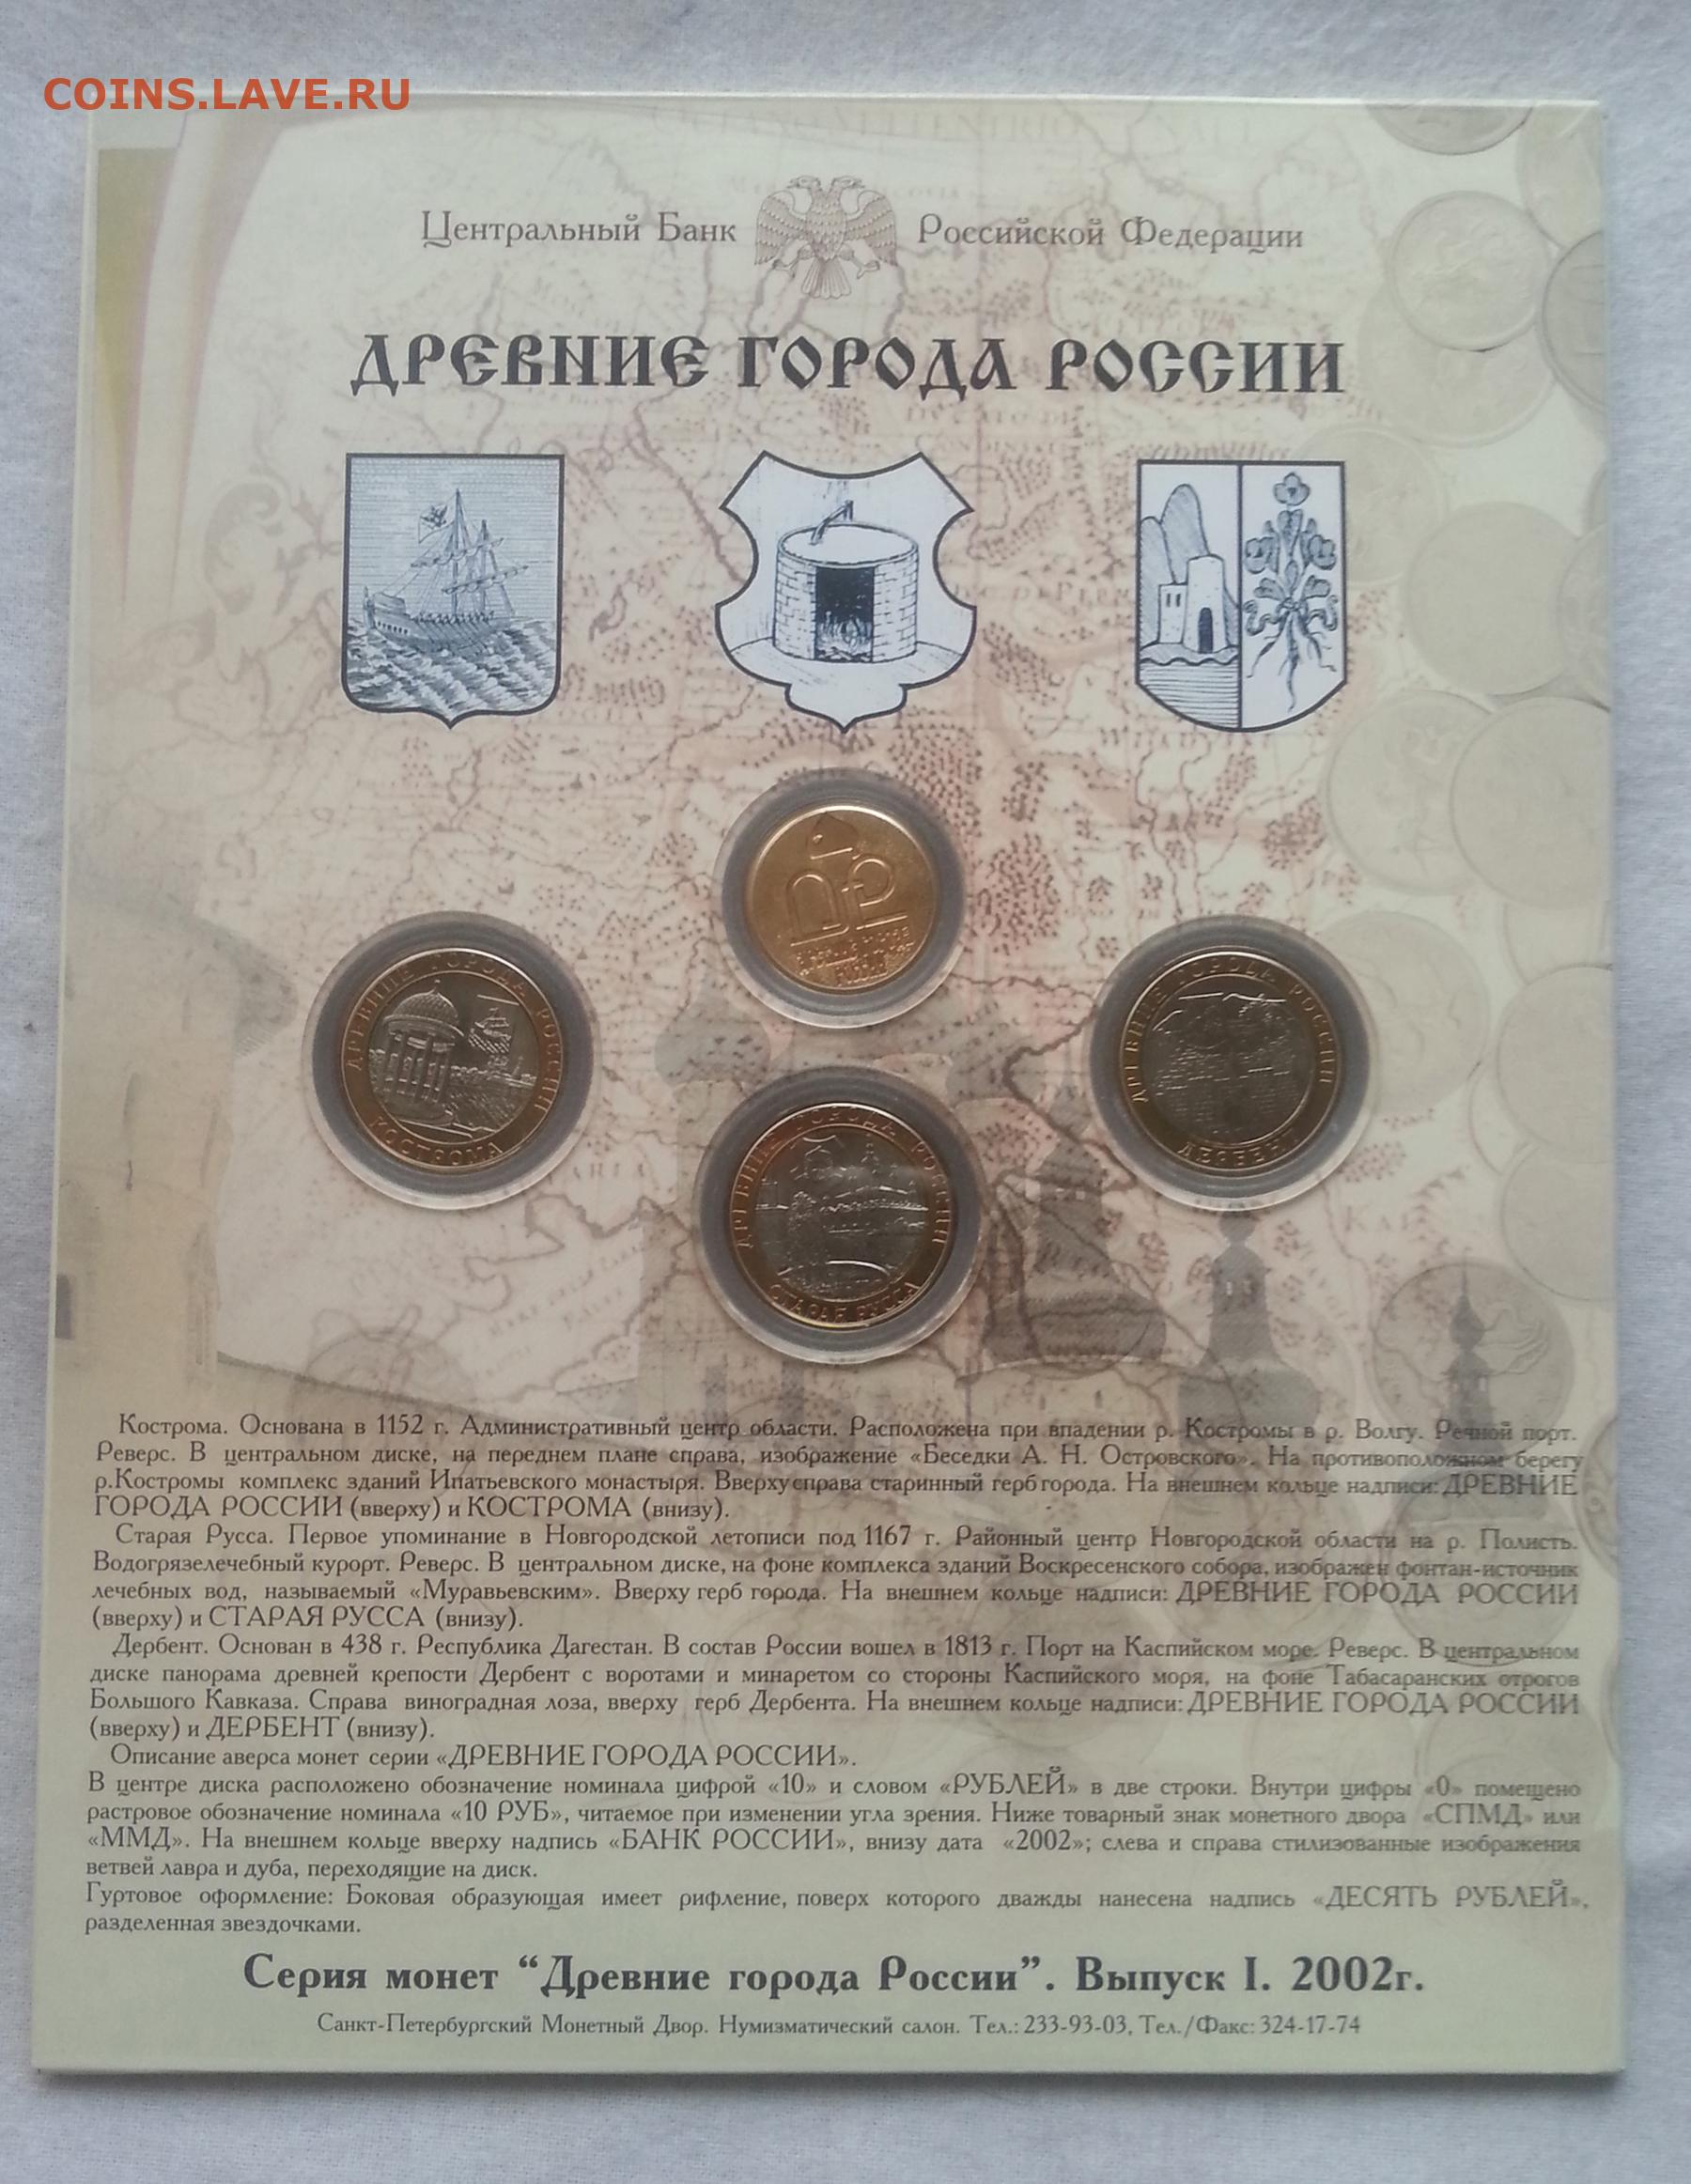 COINS.LAVE.RU
Центральный Банк Российской Федерации
ДРЕВНИЕ ГОРОДА РОССИИ
ДРЕВНИЕ ГОРОДА РОССИИ
КОСТРОМА
ДРЕВНИЕ ГОРОДА РОССИИ
СТАРАЯ РУССА
ДРЕВНИЕ ГОРОДА РОССИИ
ДЕРБЕНТ
Кострома. Основана в 1152 г. Административный центр области. Расположена при впадении р. Костромы в р. Волгу. Речной порт.
Реверс. В центральном диске, на переднем плане справа, изображение «Беседки А. Н. Островского». На противоположном берегу
р.Костромы комплекс зданий Ипатьевского монастыря. Вверху справа старинный герб города. На внешнем кольце надписи: ДРЕВНИЕ
ГОРОДА РОССИИ (вверху) и КОСТРОМА (внизу).
Старая Русса. Первое упоминание в Новгородской летописи под 1167 г. Районный центр Новгородской области на р. Полисть.
Водогрязелечебный курорт. Реверс. В центральном диске, на фоне комплекса зданий Воскресенского собора, изображен фонтан-источник
лечебных вод, называемый «Муравьевским». Вверху герб города. На внешнем кольце надписи: ДРЕВНИЕ ГОРОДА РОССИИ
(вверху) и СТАРАЯ РУССА (внизу).
Дербент. Основан в 438 г. Республика Дагестан. В состав России вошел в 1813 г. Порт на Каспийском море. Реверс. В центральном
диске панорама древней крепости Дербент с воротами и минаретом со стороны Каспийского моря, на фоне Табасаранских отрогов
Большого Кавказа. Справа виноградная лоза, вверху герб Дербента. На внешнем кольце надписи: ДРЕВНИЕ ГОРОДА РОССИИ
(вверху) и ДЕРБЕНТ (внизу).
Описание аверса монет серии «ДРЕВНИЕ ГОРОДА РОССИИ».
В центре диска расположено обозначение номинала цифрой «10» и словом «РУБЛЕЙ» в две строки. Внутри цифры «0» помещено
растровое обозначение номинала «10 РУБ», читаемое при изменении угла зрения. Ниже товарный знак монетного двора «СПМД» или
«ММД». На внешнем кольце вверху надпись «БАНК РОССИИ», внизу дата «2002»; слева и справа стилизованные изображения
ветвей лавра и дуба, переходящие на диск.
Гуртовое оформление: Боковая образующая имеет рифление, поверх которого дважды нанесена надпись «ДЕСЯТЬ РУБЛЕЙ»,
разделенная звездочками.
Серия монет “Древние города России”. Выпуск I. 2002г.
Санкт-Петербургский Монетный Двор. Нумизматический салон. Тел.: 233-93-03, Тел./Факс: 324-17-74